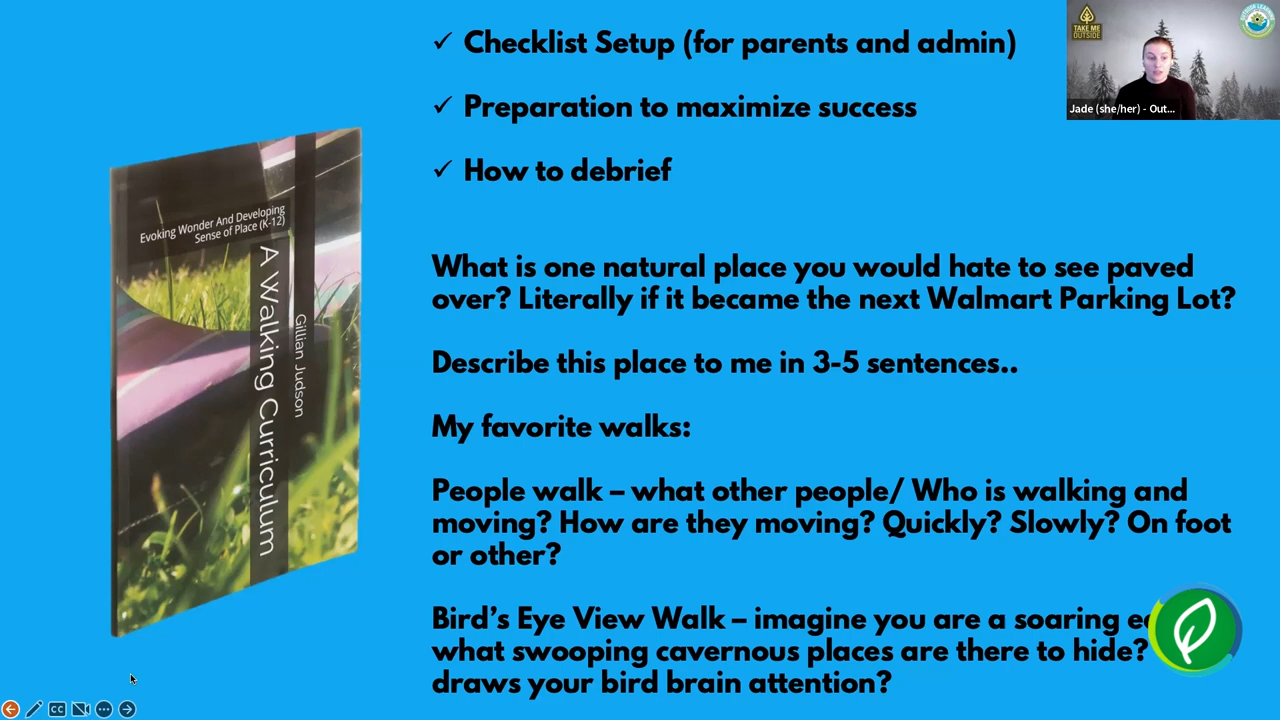 ✓ Checklist Setup (for parents and admin)
✓ Preparation to maximize success
✓ How to debrief
What is one natural place you would hate to see paved
over? Literally if it became the next Walmart Parking Lot?
Describe this place to me in 3-5 sentences..
My favorite walks:
People walk – what other people/ Who is walking and
moving? How are they moving? Quickly? Slowly? On foot
or other?
Bird's Eye View Walk – imagine you are a soaring
what swooping cavernous places are there to hide?
draws your bird brain attention?
Evoking Wonder And Developing
Sense of Place (K-12)
A Walking Curriculum
Gillian Judson
TAKE ME
OUTSIDE
Jade (she/her) - Out...
CC